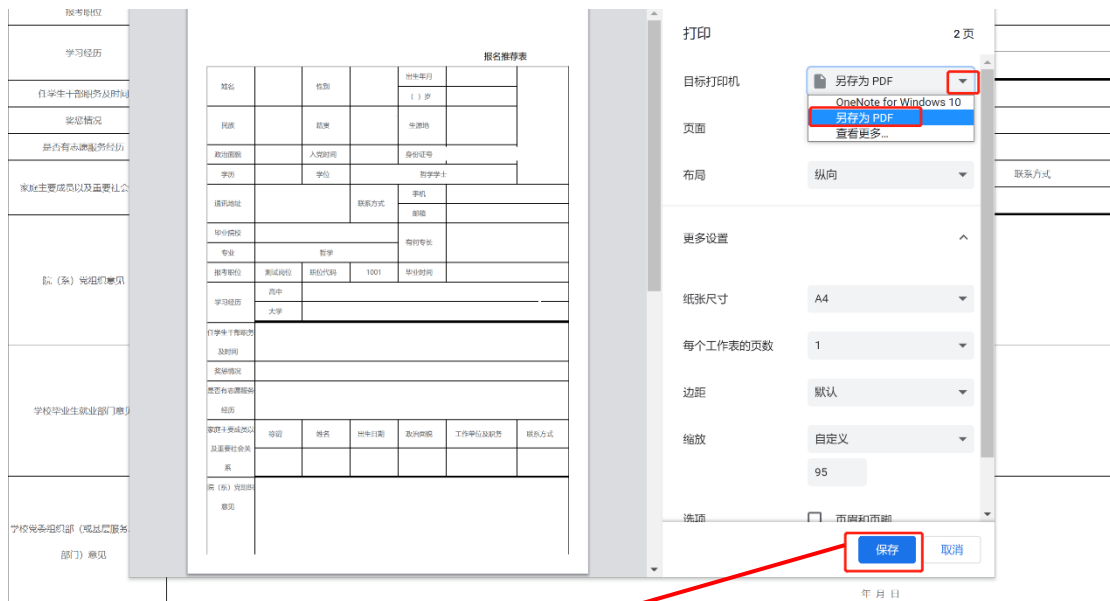 报考职位
学习经历
任学生干部职务及时间
奖惩情况
是否有志愿服务经历
家庭主要成员以及重要社会
院（系）党组织意见
学校毕业生就业部门意见
学校党委组织部（或基层服务
部门）意见
报名推荐表
姓名 性别 出生年月
（ ）岁
民族 籍贯 生源地
政治面貌 入党时间 身份证号
学历 学位 哲学学士
通讯地址 联系方式 手机
邮箱
毕业院校 有何专长
专业 哲学
报考职位 测试岗位 职位代码 1001 毕业时间
学习经历 高中
大学
任学生干部职务
及时间
奖惩情况
是否有志愿服务
经历
家庭主要成员以
及重要社会关
系
称谓 姓名 出生日期 政治面貌 工作单位及职务 联系方式
院（系）党组织
意见
打印 2 页
目标打印机 另存为 PDF
OneNote for Windows 10
另存为 PDF
查看更多...
页面
布局 纵向
更多设置
纸张尺寸 A4
每个工作表的页数 1
边距 默认
缩放 自定义
95
选项 页眉和页脚
保存 取消
联系方式
年 月 日